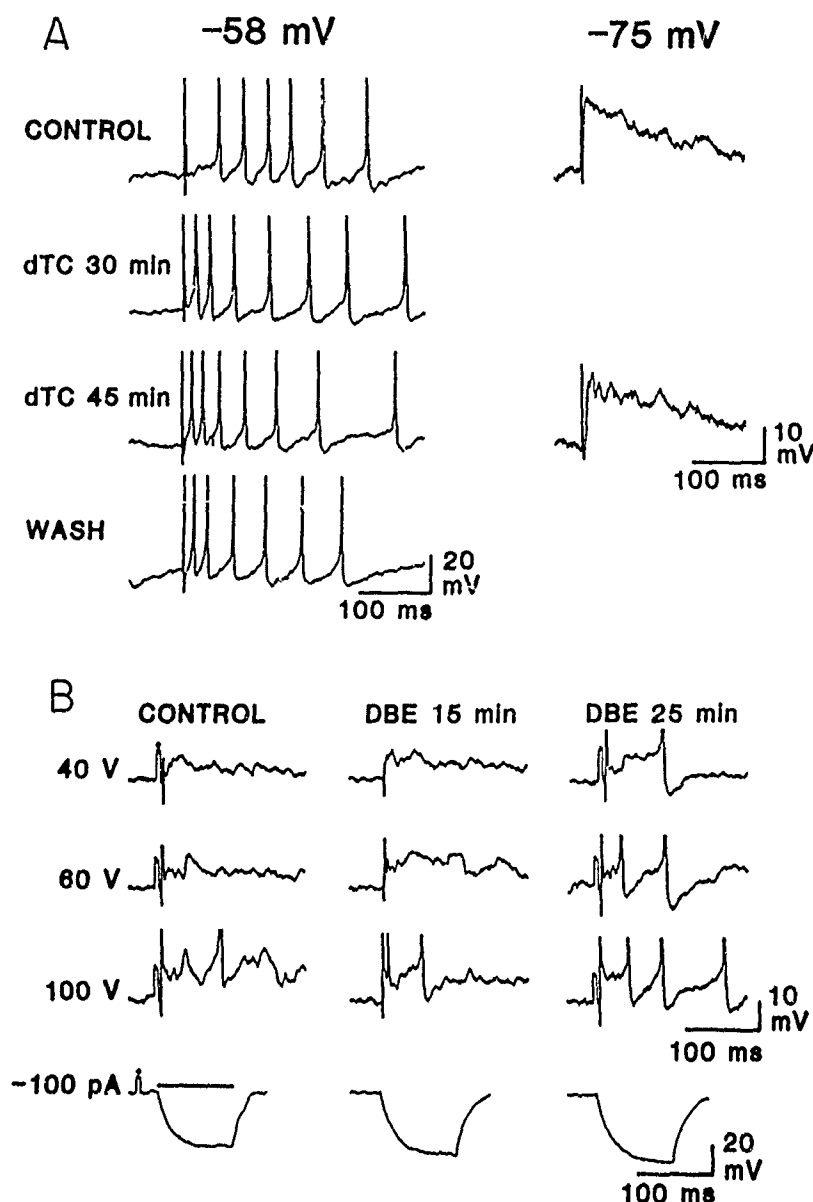 A
-58 mV
-75 mV
CONTROL
dTC 30 min
dTC 45 min
10
mV
100 ms
WASH
20
mV
100 ms
B
CONTROL
DBE 15 min
DBE 25 min
40 V
60 V
100 V
10
mV
100 ms
-100 pA
20
mV
100 ms